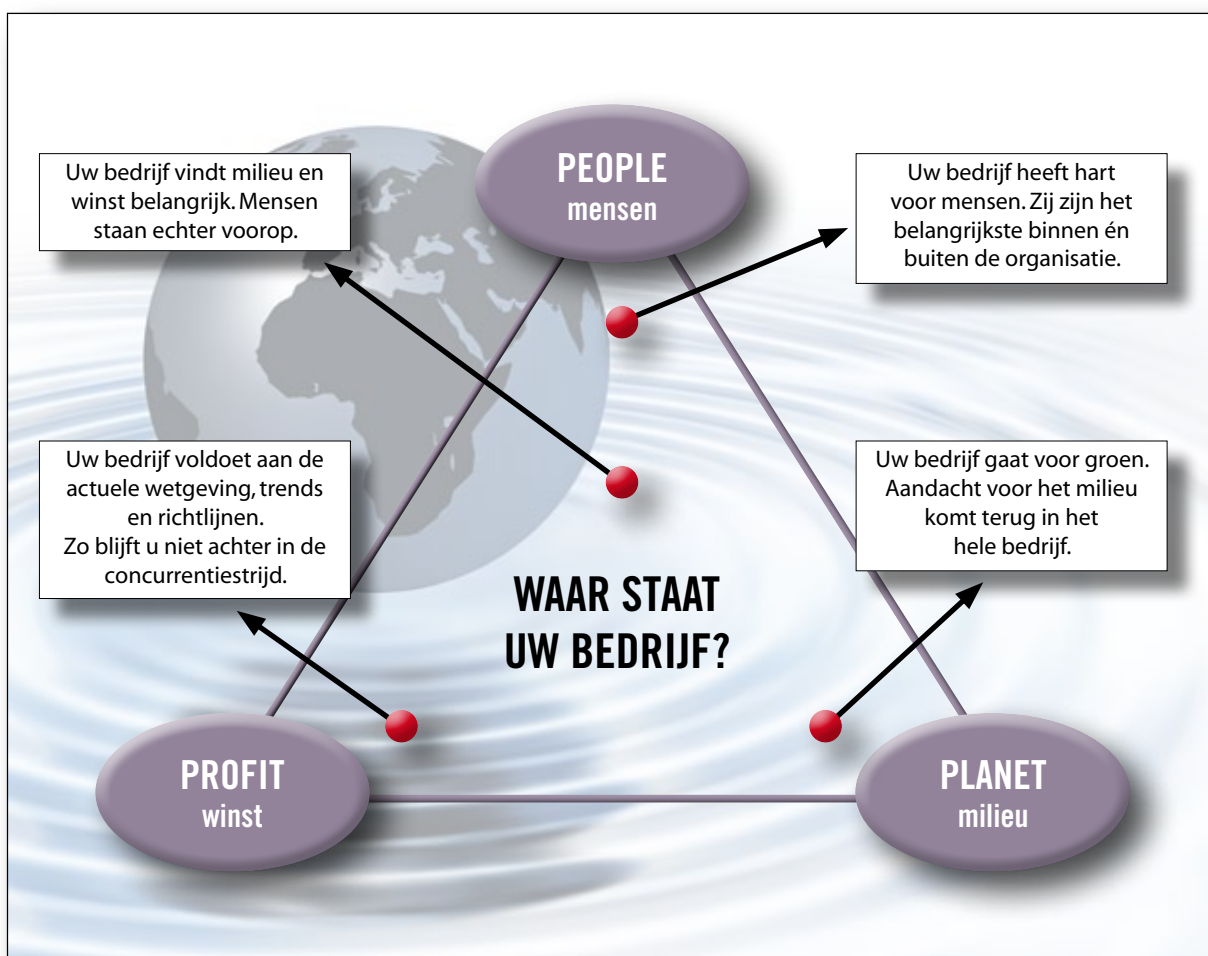 PEOPLE
mensen
Uw bedrijf vindt milieu en
winst belangrijk. Mensen
staan echter voorop.
Uw bedrijf heeft hart
voor mensen. Zij zijn het
belangrijkste binnen én
buiten de organisatie.
Uw bedrijf voldoet aan de
actuele wetgeving, trends
en richtlijnen.
Zo blijft u niet achter in de
concurrentiestrijd.
Uw bedrijf gaat voor groen.
Aandacht voor het milieu
komt terug in het
hele bedrijf.
WAAR STAAT
UW BEDRIJF?
PROFIT
winst
PLANET
milieu